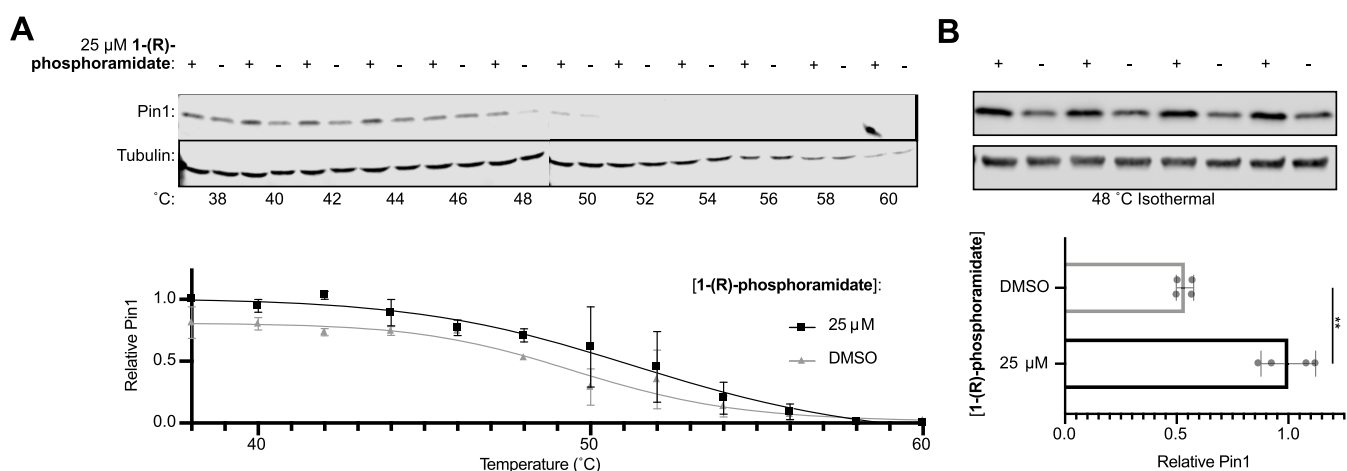 A
25 µM 1-(R)-
phosphoramidate: + - + - + - + - + - + - + - + - + - + - + - + -
Pin1:
Tubulin:
˚C: 38 40 42 44 46 48 50 52 54 56 58 60
Relative Pin1
1.0
0.5
0.0
40 50 60
Temperature (˚C)
[1-(R)-phosphoramidate]:
25 µM
DMSO
B
+ - + - + - + -
48 ˚C Isothermal
[1-(R)-phosphoramidate]
DMSO
25 µM
**
0.0 0.5 1.0
Relative Pin1